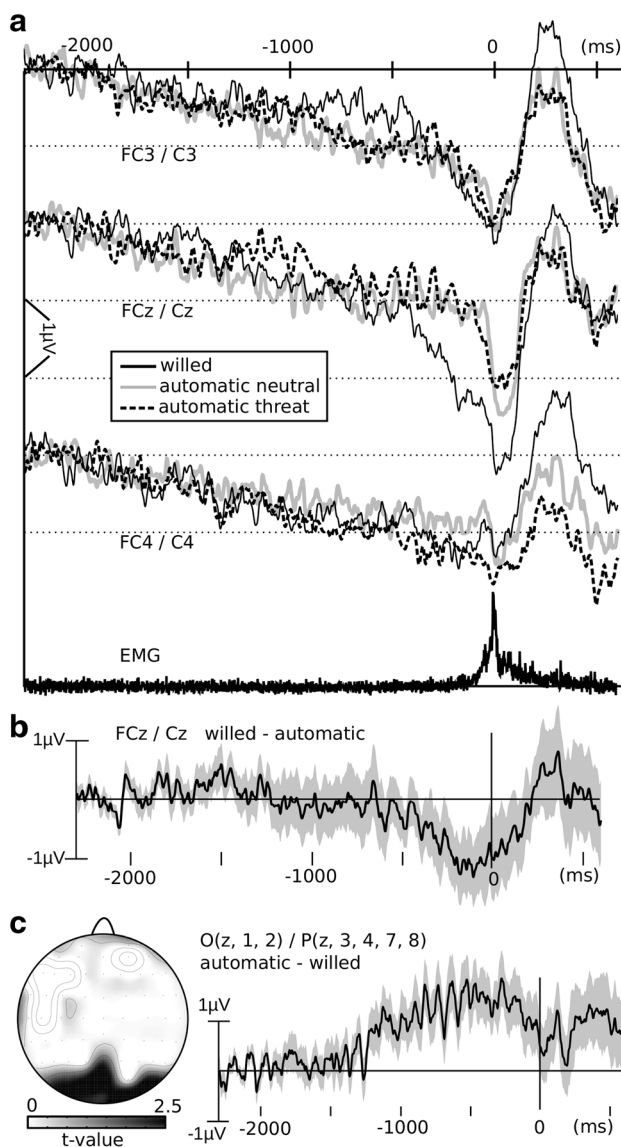 a
-2000 -1000 0 (ms)
FC3 / C3
FCz / Cz
1μV
willed
automatic neutral
automatic threat
FC4 / C4
EMG
b
FCz / Cz willed - automatic
1μV
-1μV
-2000 -1000 0 (ms)
c
O(z, 1, 2) / P(z, 3, 4, 7, 8)
automatic - willed
1μV
-1μV
-2000 -1000 0 (ms)
0 2.5
t-value